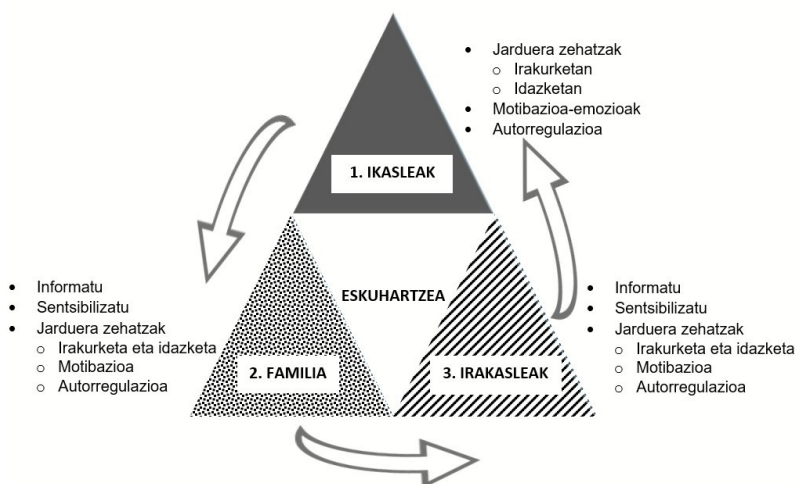 • Jarduera zehatzak
o Irakurketan
o Idazketan
• Motibazioa-emozioak
• Autorregulazioa
1. IKASLEAK
ESKUHARTZEA
• Informatu
• Sentsibilizatu
• Jarduera zehatzak
o Irakurketa eta idazketa
o Motibazioa
o Autorregulazioa
2. FAMILIA
3. IRAKASLEAK
• Informatu
• Sentsibilizatu
• Jarduera zehatzak
o Irakurketa eta idazketa
o Motibazioa
o Autorregulazioa